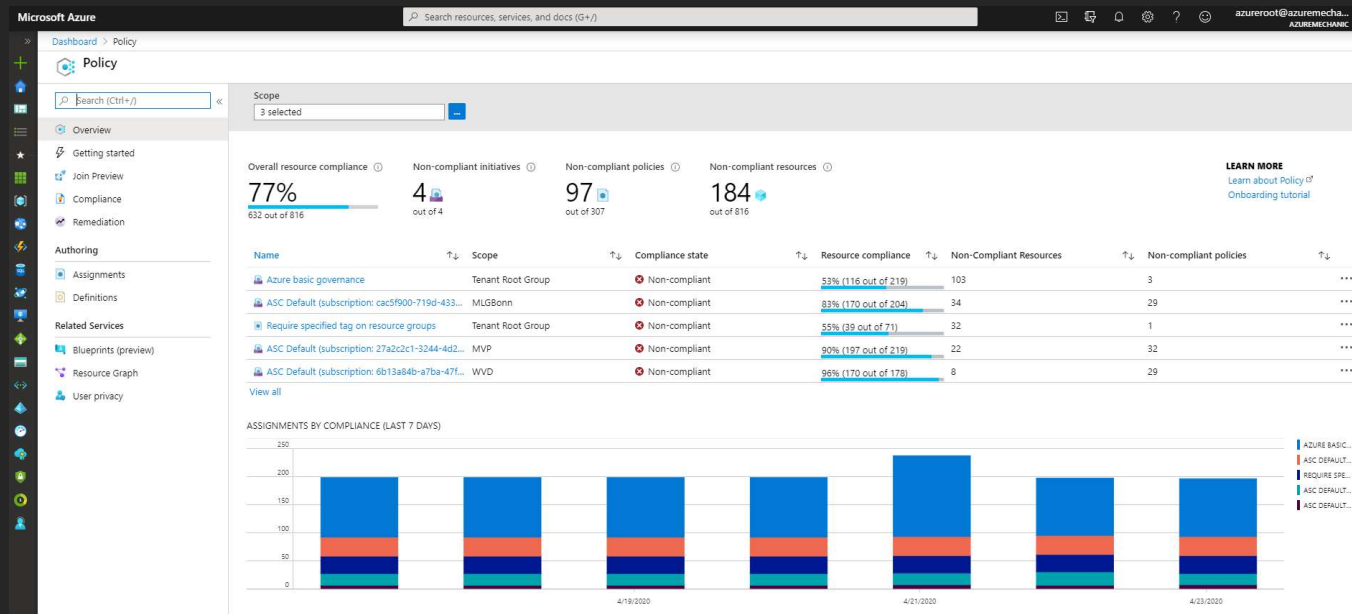 Microsoft Azure
Search resources, services, and docs (G+/)
azureroot@azuremecha...
AZUREMECHANIC
Dashboard > Policy
Policy
Search (Ctrl+/)
Overview
Getting started
Join Preview
Compliance
Remediation
Authoring
Assignments
Definitions
Related Services
Blueprints (preview)
Resource Graph
User privacy
Scope
3 selected
Overall resource compliance
77%
632 out of 816
Non-compliant initiatives
4
out of 4
Non-compliant policies
97
out of 307
Non-compliant resources
184
out of 816
LEARN MORE
Learn about Policy
Onboarding tutorial
Name Scope Compliance state Resource compliance Non-Compliant Resources Non-compliant policies
Azure basic governance Tenant Root Group Non-compliant 53% (116 out of 219) 103 3
ASC Default (subscription: cac5f900-719d-433... MLGBonn Non-compliant 83% (170 out of 204) 34 29
Require specified tag on resource groups Tenant Root Group Non-compliant 55% (39 out of 71) 32 1
ASC Default (subscription: 27a2c2c1-3244-4d2... MVP Non-compliant 90% (197 out of 219) 22 32
ASC Default (subscription: 6b13a84b-a7ba-47f... WVD Non-compliant 96% (170 out of 178) 8 29
View all
ASSIGNMENTS BY COMPLIANCE (LAST 7 DAYS)
250
200
150
100
50
0
4/19/2020 4/21/2020 4/23/2020
AZURE BASIC...
ASC DEFAULT...
REQUIRE SPE...
ASC DEFAULT...
ASC DEFAULT...